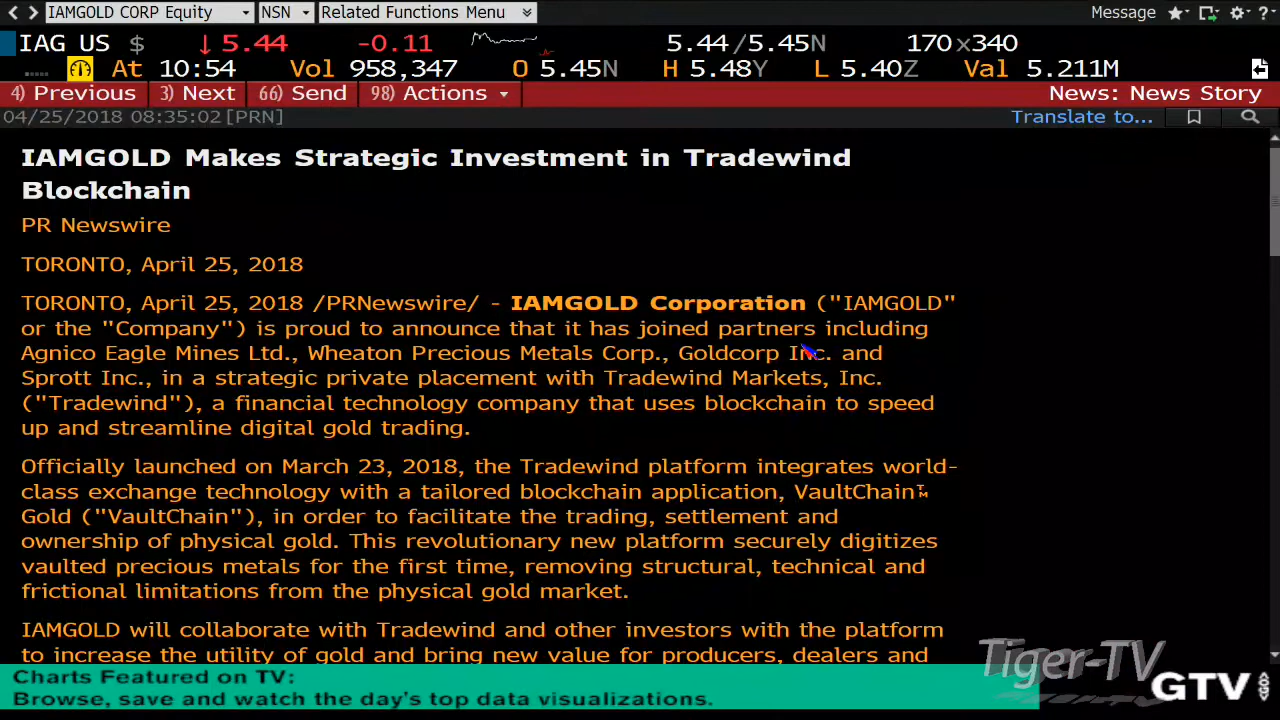 IAMGOLD CORP Equity NSN Related Functions Menu Message
IAG US $ ↓ 5.44 -0.11 5.44/5.45N 170x340
At 10:54 Vol 958,347 O 5.45N H 5.48Y L 5.40Z Val 5.211M
4) Previous 3) Next 66) Send 98) Actions News: News Story
04/25/2018 08:35:02 [PRN] Translate to...
IAMGOLD Makes Strategic Investment in Tradewind
Blockchain
PR Newswire
TORONTO, April 25, 2018
TORONTO, April 25, 2018 /PRNewswire/ - IAMGOLD Corporation ("IAMGOLD"
or the "Company") is proud to announce that it has joined partners including
Agnico Eagle Mines Ltd., Wheaton Precious Metals Corp., Goldcorp Inc. and
Sprott Inc., in a strategic private placement with Tradewind Markets, Inc.
("Tradewind"), a financial technology company that uses blockchain to speed
up and streamline digital gold trading.
Officially launched on March 23, 2018, the Tradewind platform integrates world-
class exchange technology with a tailored blockchain application, VaultChain™
Gold ("VaultChain"), in order to facilitate the trading, settlement and
ownership of physical gold. This revolutionary new platform securely digitizes
vaulted precious metals for the first time, removing structural, technical and
frictional limitations from the physical gold market.
IAMGOLD will collaborate with Tradewind and other investors with the platform
to increase the utility of gold and bring new value for producers, dealers and
Charts Featured on TV:
Browse, save and watch the day's top data visualizations.
Tiger-TV
GTV